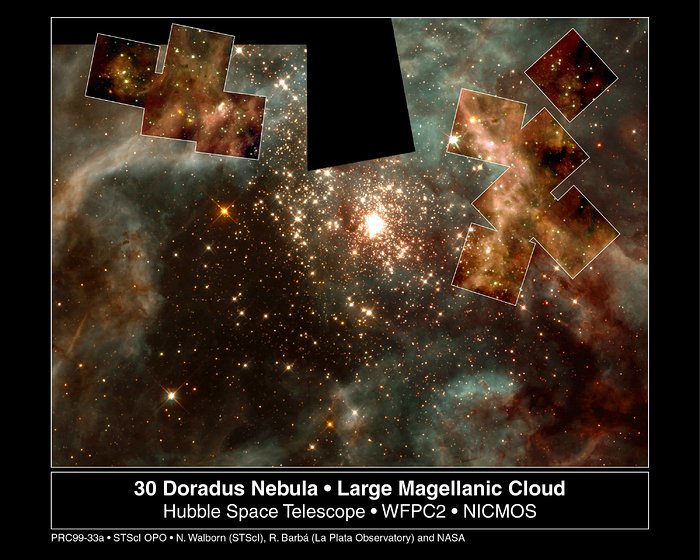 30 Doradus Nebula • Large Magellanic Cloud
Hubble Space Telescope • WFPC2 • NICMOS
PRC99-33a • STScI OPO • N. Walborn (STScI), R. Barbá (La Plata Observatory) and NASA